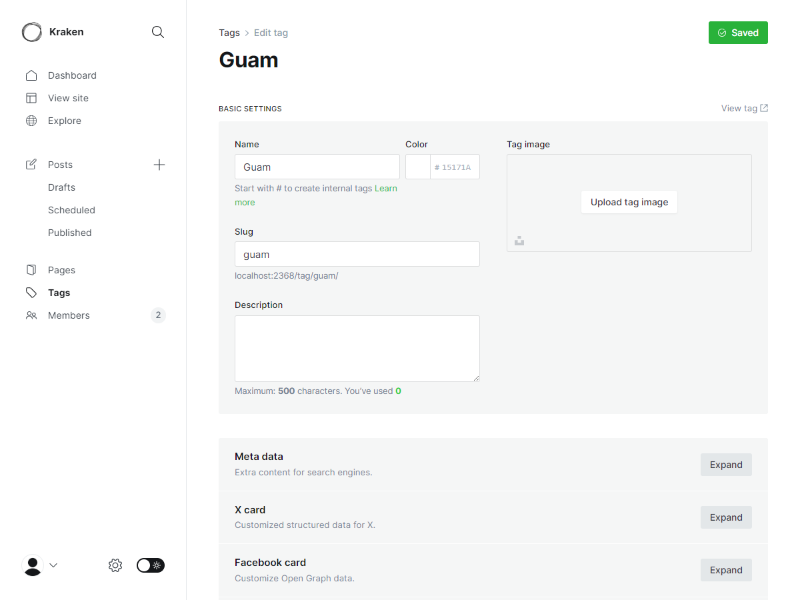 Kraken
Dashboard
View site
Explore
Posts
Drafts
Scheduled
Published
Pages
Tags
Members
2
Tags
Edit tag
Saved
Guam
BASIC SETTINGS
View tag
Name
Guam
Start with # to create internal tags Learn
more
Color
# 15171A
Slug
guam
localhost:2368/tag/guam/
Description
Maximum: 500 characters. You've used 0
Tag image
Upload tag image
Meta data
Extra content for search engines.
Expand
X card
Customized structured data for X.
Expand
Facebook card
Customize Open Graph data.
Expand